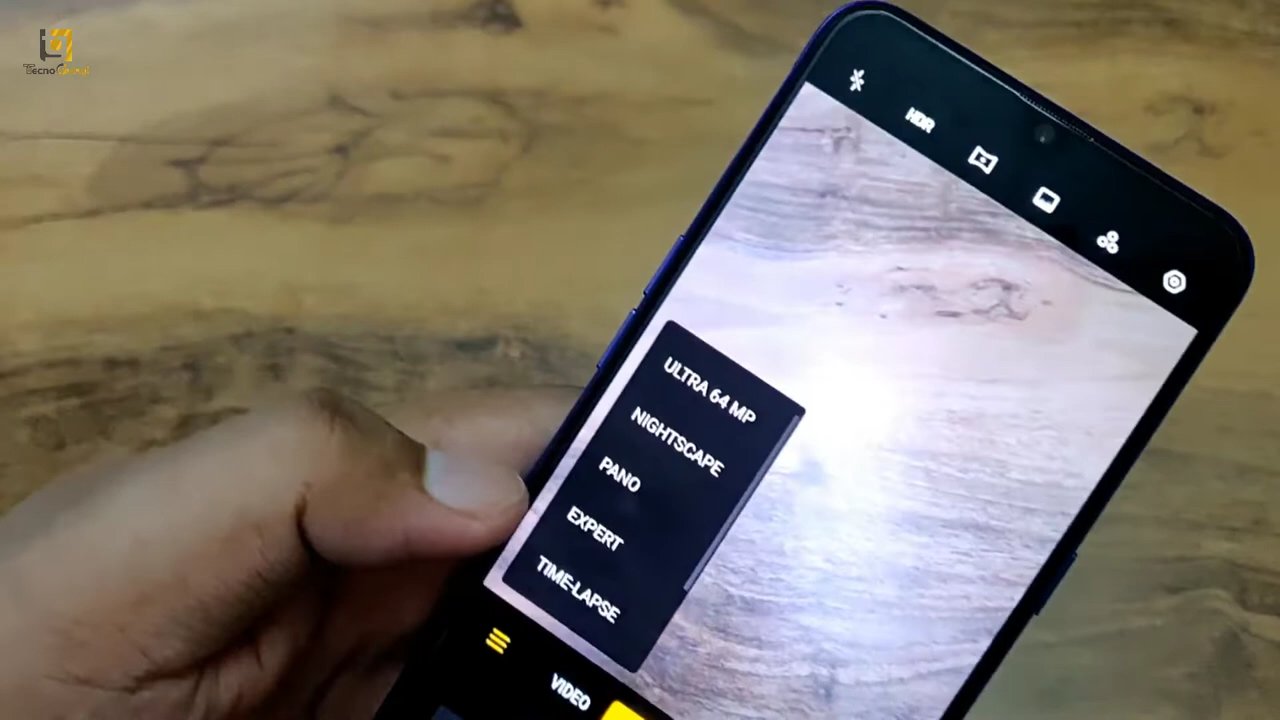 HDR
ULTRA 64 MP
NIGHTSCAPE
PANO
EXPERT
TIME-LAPSE
VIDEO